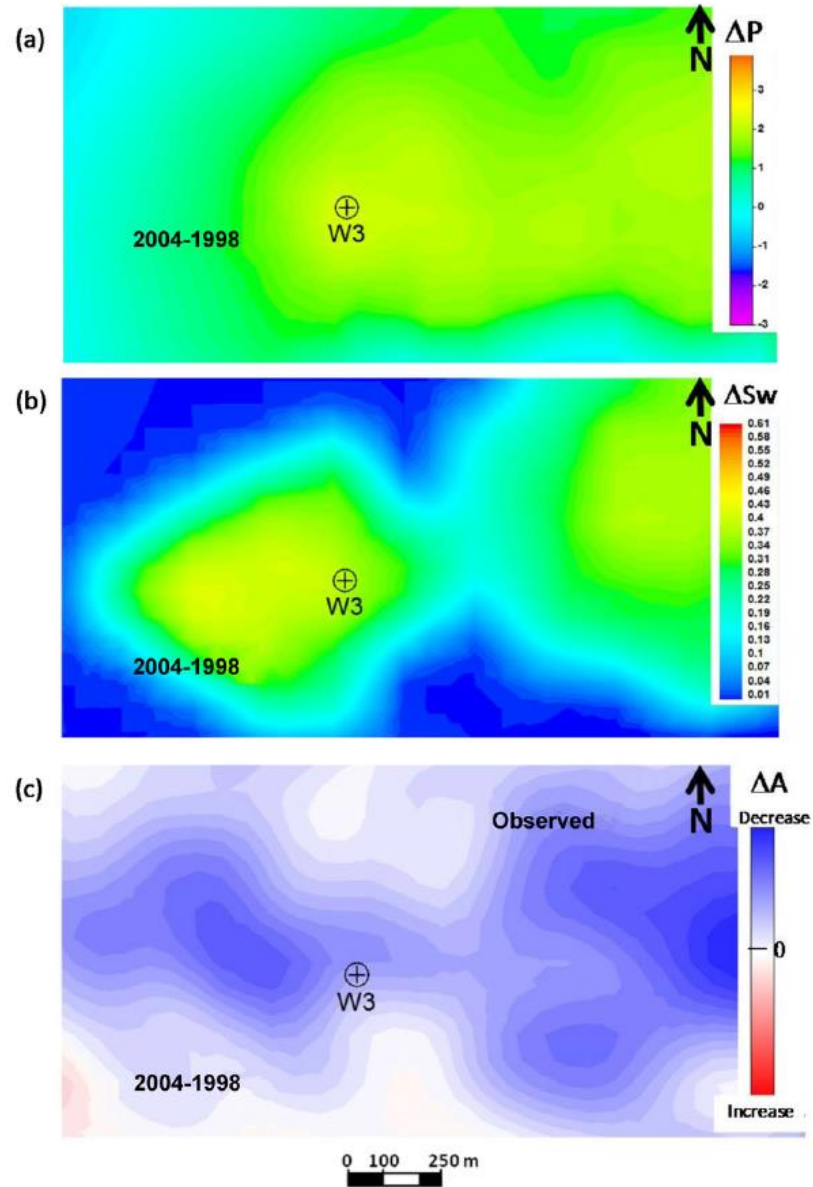 (a)
ΔP
N
3
2
1
0
-1
-2
-3
W3
2004-1998
(b)
ΔSw
N
0.61
0.58
0.55
0.52
0.49
0.46
0.43
0.4
0.37
0.34
0.31
0.28
0.25
0.22
0.19
0.16
0.13
0.1
0.07
0.04
0.01
W3
2004-1998
(c)
ΔA
N
Decrease
Observed
0
W3
2004-1998
Increase
0 100 250 m